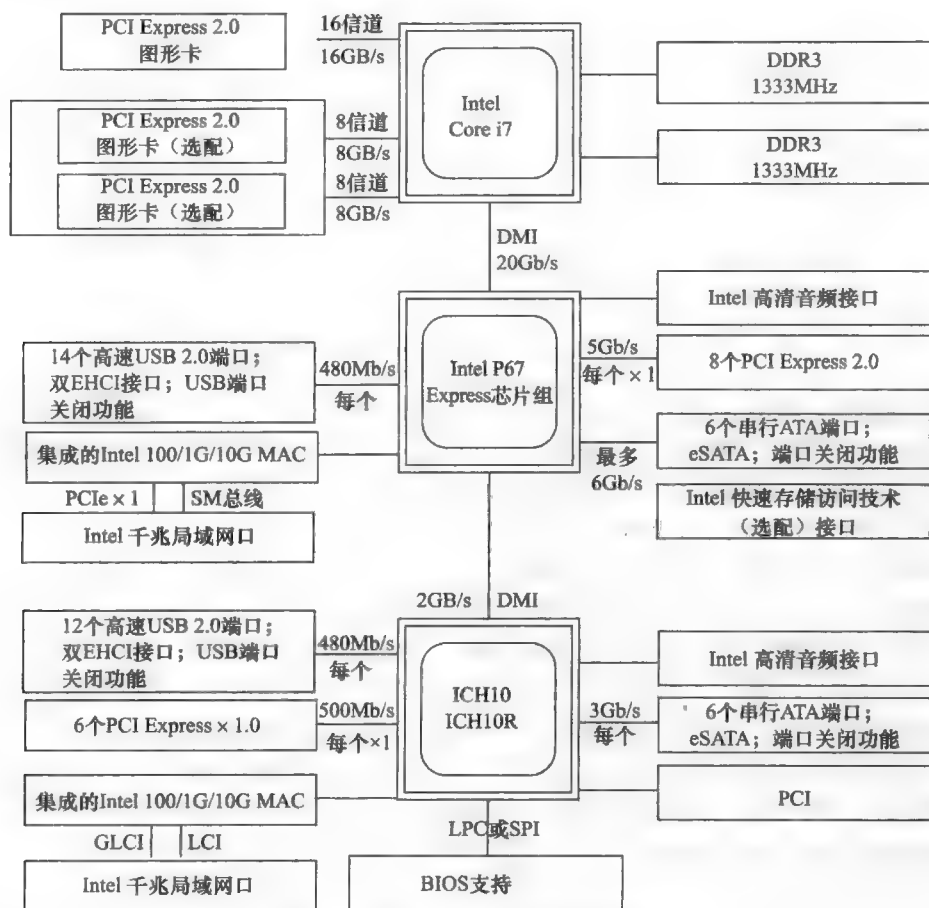 PCI Express 2.0
图形卡
16信道
16GB/s
PCI Express 2.0
图形卡（选配）
8信道
8GB/s
PCI Express 2.0
图形卡（选配）
8信道
8GB/s
Intel
Core i7
DDR3
1333MHz
DDR3
1333MHz
DMI
20Gb/s
14个高速USB 2.0端口；
双EHCI接口；USB端口
关闭功能
480Mb/s
每个
集成的Intel 100/1G/10G MAC
PCIe × 1
SM总线
Intel 千兆局域网口
Intel P67
Express芯片组
Intel 高清音频接口
5Gb/s
每个 × 1
8个PCI Express 2.0
最多
6Gb/s
6个串行ATA端口；
eSATA；端口关闭功能
Intel 快速存储访问技术
（选配）接口
2GB/s
DMI
12个高速USB 2.0端口；
双EHCI接口；USB端口
关闭功能
480Mb/s
每个
6个PCI Express × 1.0
500Mb/s
每个×1
集成的Intel 100/1G/10G MAC
GLCI
LCI
Intel 千兆局域网口
ICH10
ICH10R
Intel 高清音频接口
3Gb/s
每个
6个串行ATA端口；
eSATA；端口关闭功能
PCI
LPC或SPI
BIOS支持